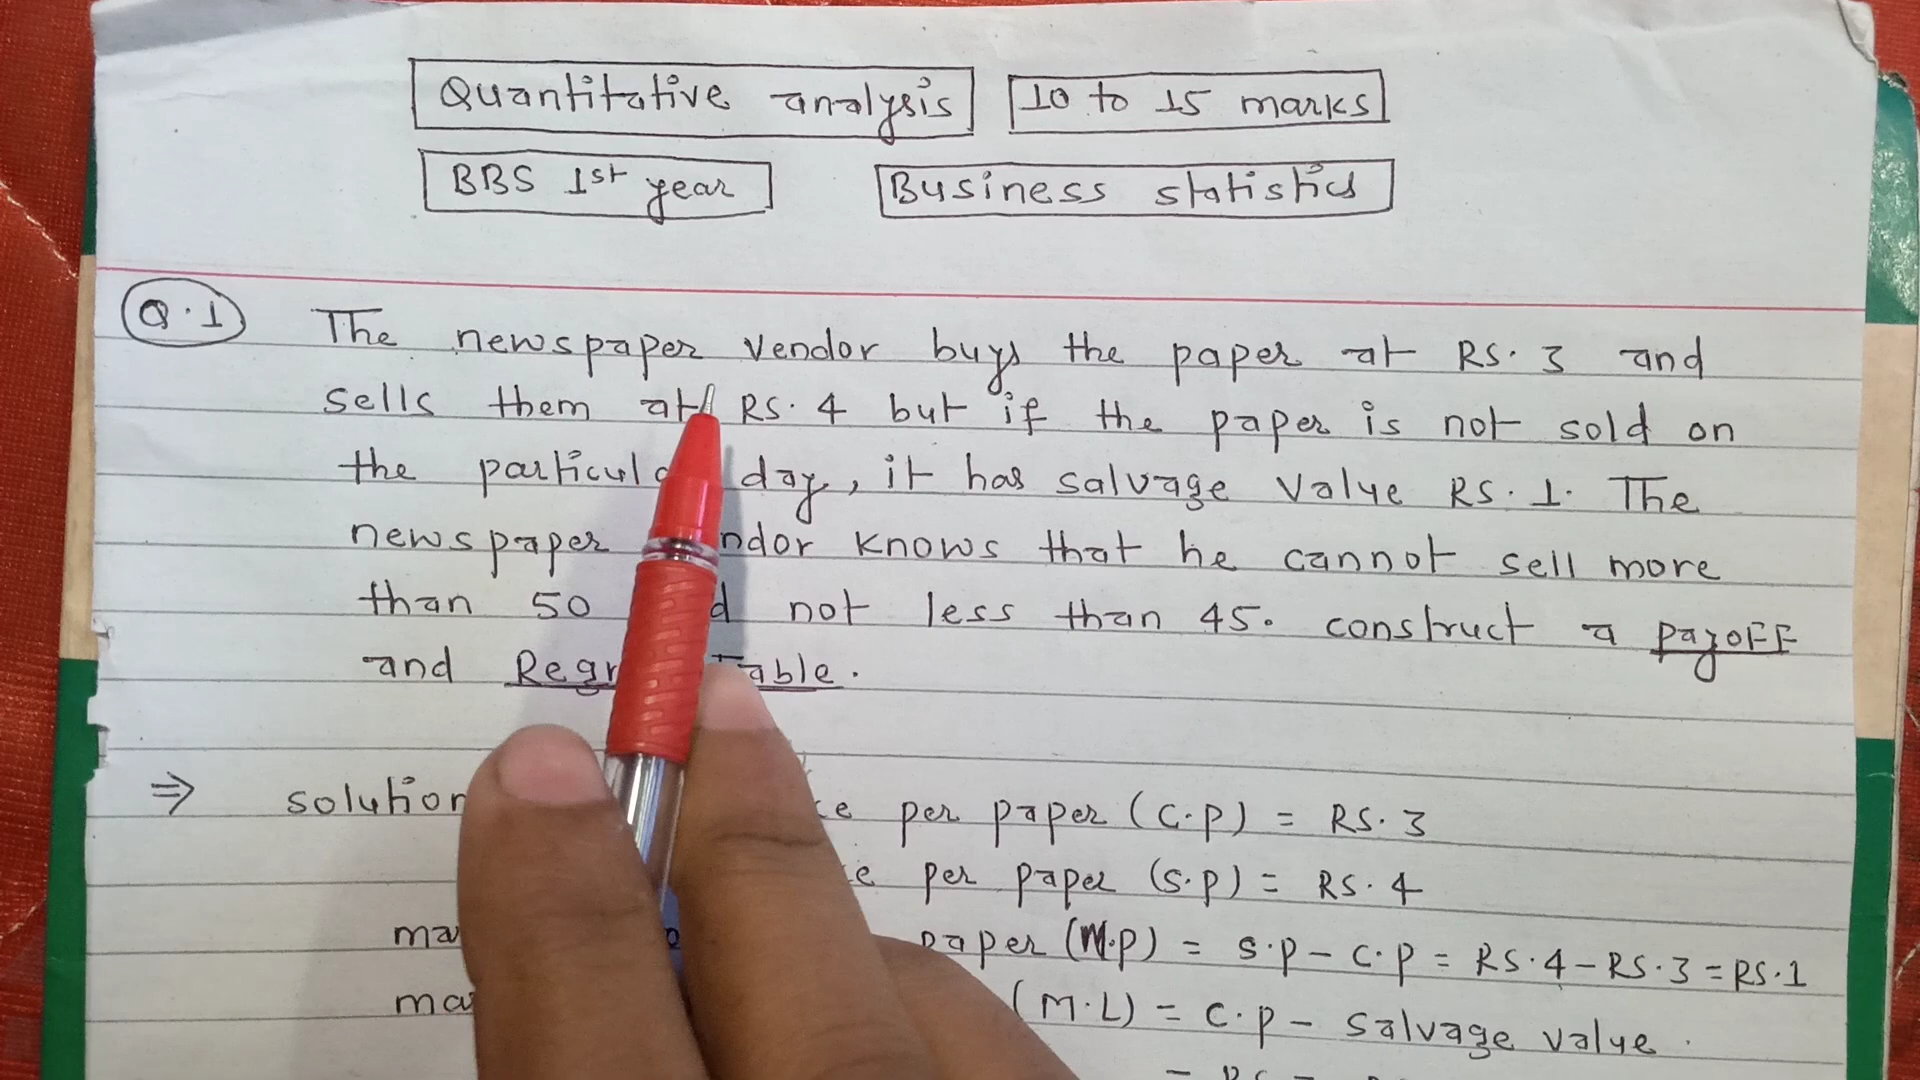 Quantitative analysis 10 to 15 marks
BBS 1st year Business statistics
Q.1 The newspaper vendor buys the paper at RS. 3 and
sells them at RS. 4 but if the paper is not sold on
the day, it has salvage value RS. 1. The
newspaper knows that he cannot sell more
than 50 not less than 45. construct a payoff
and Table.
⇒ solution per paper (C.P) = RS. 3
per paper (S.P) = RS. 4
paper (M.P) = S.P - C.P = RS. 4 - RS. 3 = RS. 1
(M.L) = C.P - salvage value